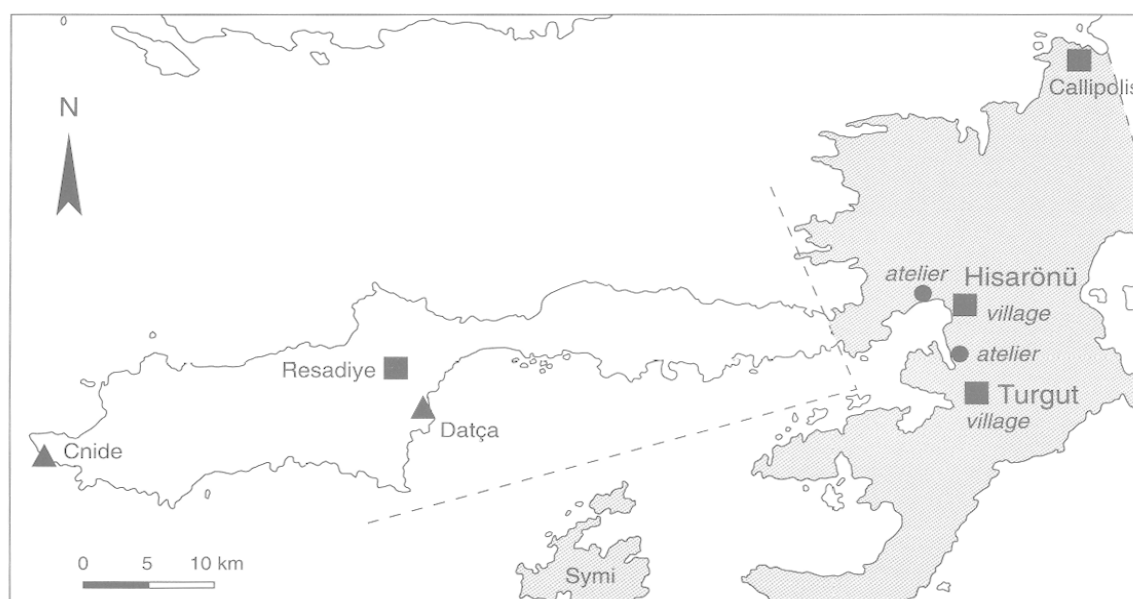 Callipolis
N
atelier
Hisarönü
village
atelier
Resadiye
Turgut
village
Datça
Cnide
0 5 10 km
Symi